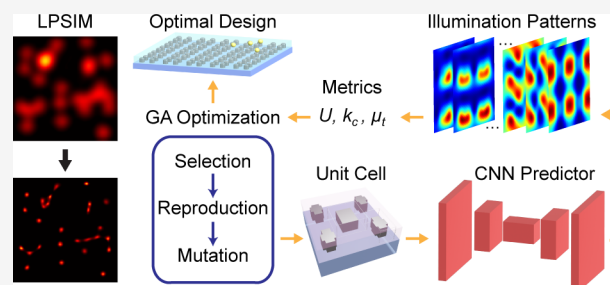 LPSIM
Optimal Design
Illumination Patterns
...
...
Metrics
U, k_c, μ_t
GA Optimization
Selection
Reproduction
Mutation
Unit Cell
CNN Predictor